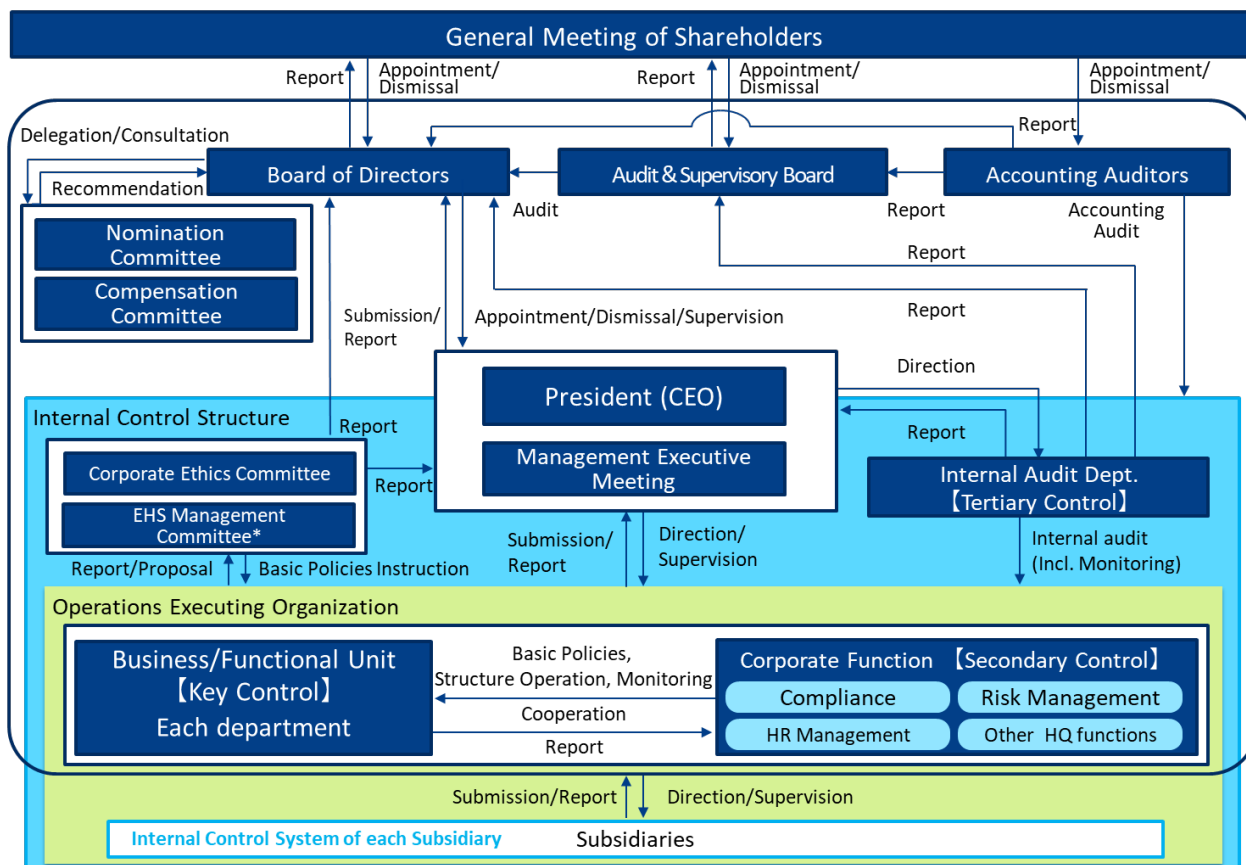 General Meeting of Shareholders
Report
Appointment/
Dismissal
Report
Appointment/
Dismissal
Appointment/
Dismissal
Delegation/Consultation
Report
Board of Directors
Audit & Supervisory Board
Accounting Auditors
Recommendation
Audit
Report
Accounting
Audit
Nomination
Committee
Compensation
Committee
Report
Submission/
Report
Appointment/Dismissal/Supervision
Report
President (CEO)
Direction
Internal Control Structure
Report
Report
Corporate Ethics Committee
Report
Management Executive
Meeting
Internal Audit Dept.
【Tertiary Control】
EHS Management
Committee*
Submission/
Report
Direction/
Supervision
Internal audit
(Incl. Monitoring)
Report/Proposal
Basic Policies Instruction
Operations Executing Organization
Business/Functional Unit
【Key Control】
Each department
Basic Policies,
Structure Operation, Monitoring
Cooperation
Report
Corporate Function 【Secondary Control】
Compliance
Risk Management
HR Management
Other HQ functions
Submission/Report
Direction/Supervision
Internal Control System of each Subsidiary
Subsidiaries